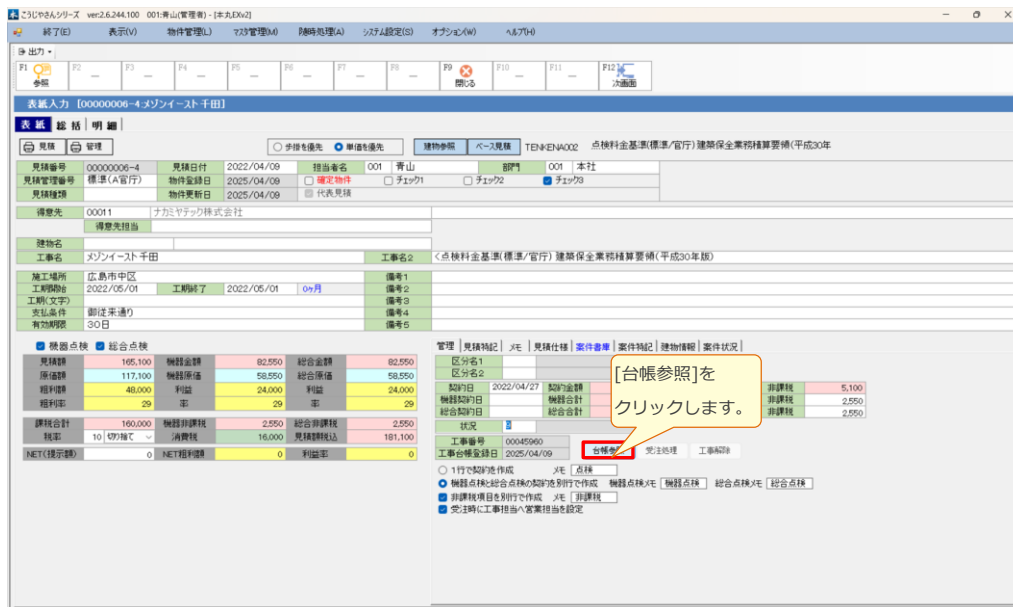 こうじやさんシリーズ ver:2.6.244.100 001:青山(管理者) - [本丸EXv2]
終了(E) 表示(V) 物件管理(L) マスタ管理(M) 随時処理(A) システム設定(S) オプション(W) ヘルプ(H)
出力
F1 参照 F2 F3 F4 F5 F6 F7 F8 F9 閉じる F10 F11 F12 次画面
表紙入力 [00000006-4:メゾンイースト千田]
表 紙 総 括 明 細
見積 管理 歩掛を優先 単価を優先 建物参照 ベース見積 TENKENA002 点検料金基準(標準/官庁) 建築保全業務積算要領(平成30年
見積番号 00000006-4 見積日付 2022/04/09 担当者名 001 青山 部門 001 本社
見積管理番号 標準(A官庁) 物件登録日 2025/04/09 確定物件 チェック1 チェック2 チェック3
見積種類 物件更新日 2025/04/09 代表見積
得意先 00011 ナカミヤテック株式会社
得意先担当
建物名
工事名 メゾンイースト千田 工事名2 <点検料金基準(標準/官庁) 建築保全業務積算要領(平成30年版)
施工場所 広島市中区 備考1
工期開始 2022/05/01 工期終了 2022/05/01 0ヶ月 備考2
工期(文字) 備考3
支払条件 御従来通り 備考4
有効期限 30日 備考5
機器点検 総合点検
見積額 165,100 機器金額 82,550 総合金額 82,550
原価額 117,100 機器原価 58,550 総合原価 58,550
粗利額 48,000 利益 24,000 利益 24,000
粗利率 29 率 29 率 29
課税合計 160,000 機器非課税 2,550 総合非課税 2,550
税率 10 切り捨て 消費税 16,000 見積額税込 181,100
NET(提示額) 0 NET粗利額 0 利益率 0
管理 見積特記 メモ 見積仕様 案件書庫 案件特記 建物情報 案件状況
区分名1
区分名2
契約日 2022/04/27 契約金額 非課税 5,100
機器契約日 機器合計 非課税 2,550
総合契約日 総合合計 非課税 2,550
[台帳参照]を
クリックします。
状況
工事番号 00045960
工事台帳登録日 2025/04/09 台帳参 受注処理 工事解除
1行で契約を作成 メモ 点検
機器点検と総合点検の契約を別行で作成 機器点検メモ 機器点検 総合点検メモ 総合点検
非課税項目を別行で作成 メモ 非課税
受注時に工事担当へ営業担当を設定